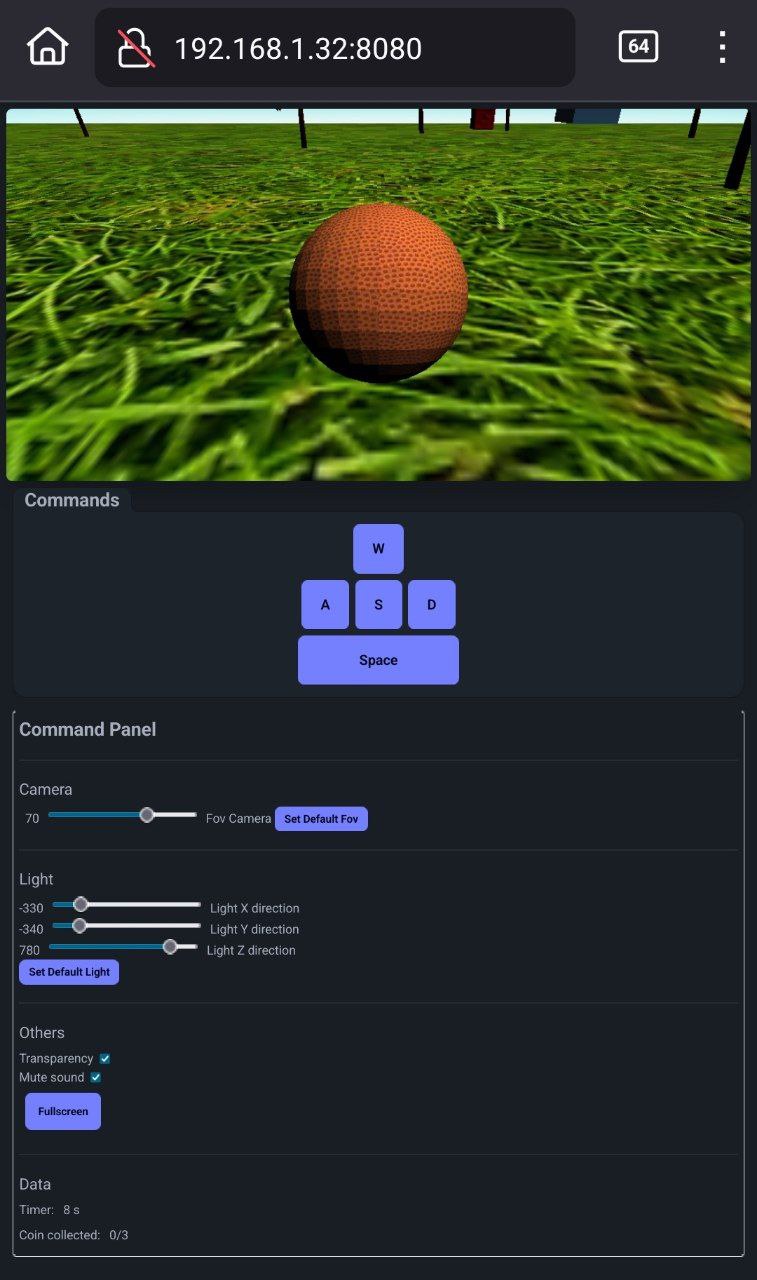 192.168.1.32:8080
64
Commands
W
A S D
Space
Command Panel
Camera
70 Fov Camera Set Default Fov
Light
-330 Light X direction
-340 Light Y direction
780 Light Z direction
Set Default Light
Others
Transparency
Mute sound
Fullscreen
Data
Timer: 8 s
Coin collected: 0/3